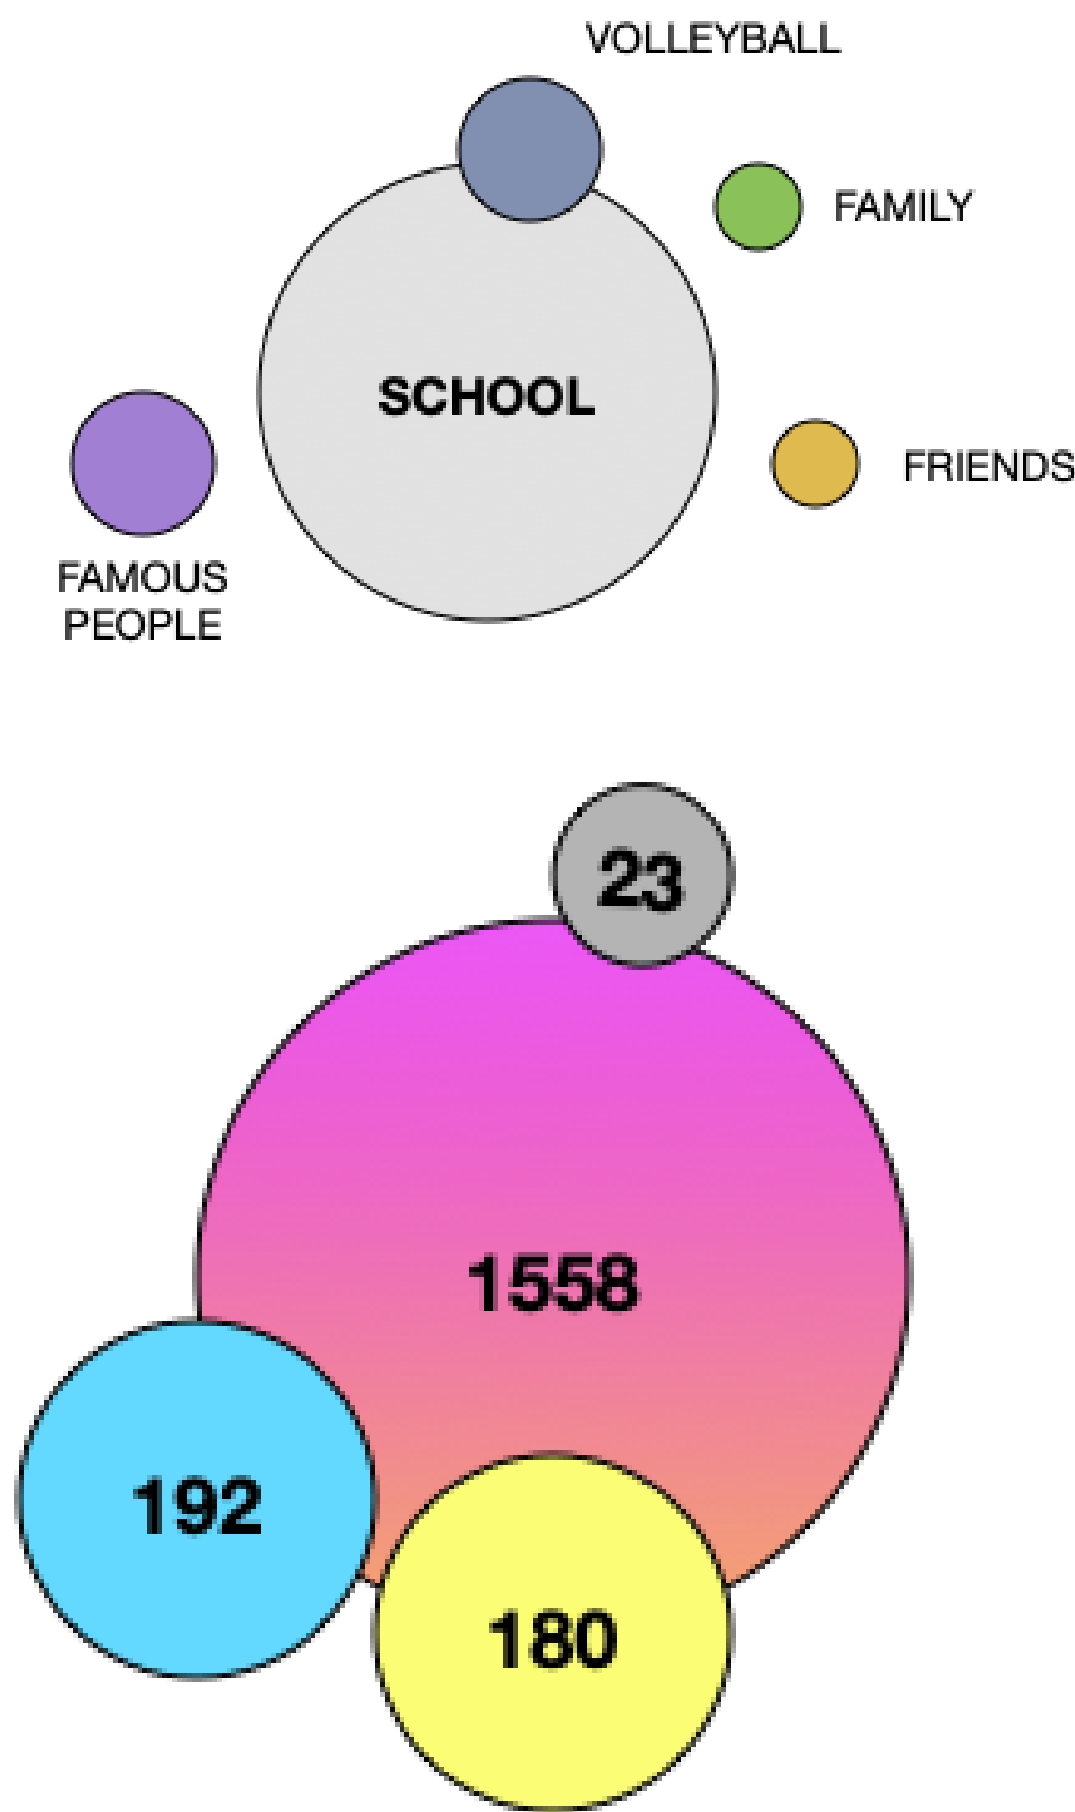 VOLLEYBALL
FAMILY
SCHOOL
FRIENDS
FAMOUS
PEOPLE
23
1558
192
180